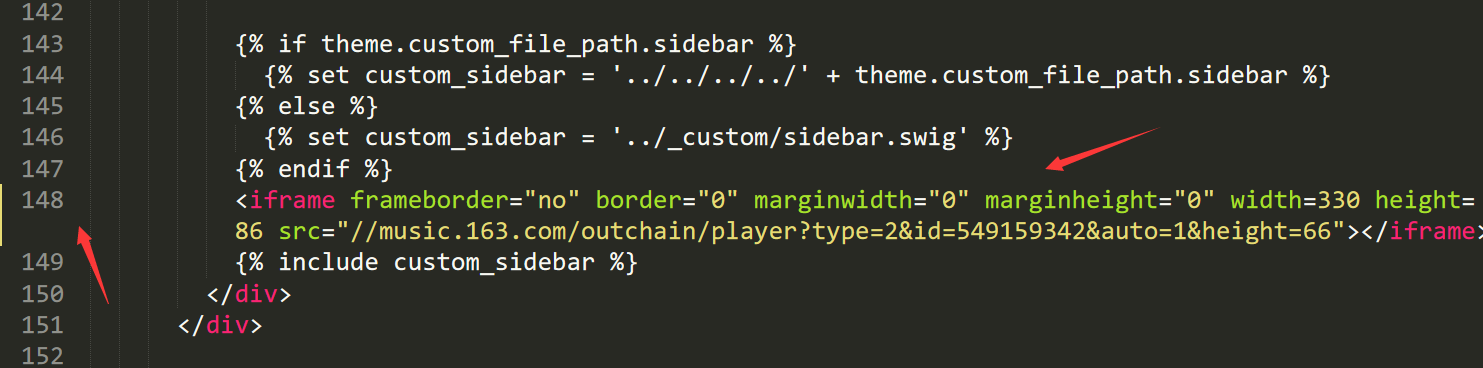 142
143 {% if theme.custom_file_path.sidebar %}
144 {% set custom_sidebar = '../../../../' + theme.custom_file_path.sidebar %}
145 {% else %}
146 {% set custom_sidebar = '../_custom/sidebar.swig' %}
147 {% endif %}
148 <iframe frameborder="no" border="0" marginwidth="0" marginheight="0" width=330 height=
86 src="//music.163.com/outchain/player?type=2&id=549159342&auto=1&height=66"></iframe>
149 {% include custom_sidebar %}
150 </div>
151 </div>
152